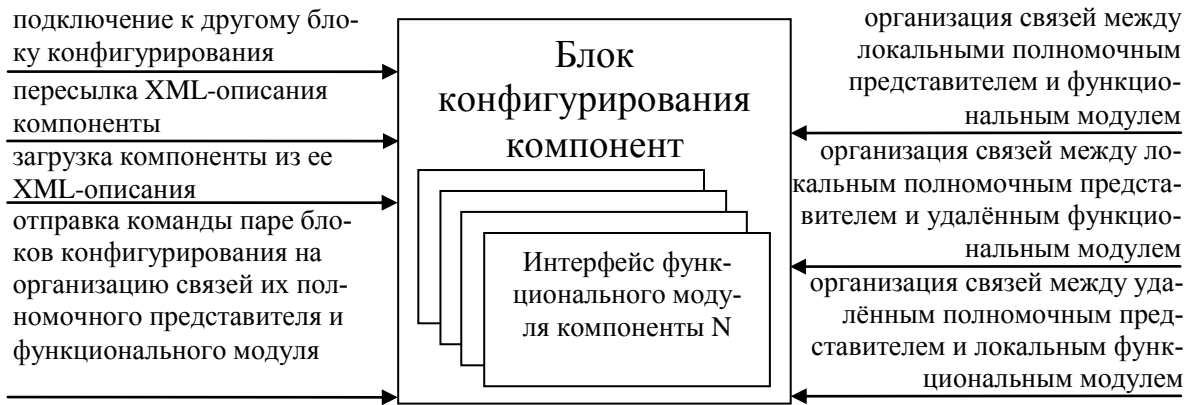 подключение к другому бло-
ку конфигурирования
пересылка XML-описания
компоненты
загрузка компоненты из ее
XML-описания
отправка команды паре бло-
ков конфигурирования на
организацию связей их пол-
номочного представителя и
функционального модуля
Блок
конфигурирования
компонент
Интерфейс функ-
ционального моду-
ля компоненты N
организация связей между
локальными полномочным
представителем и функцио-
нальным модулем
организация связей между ло-
кальным полномочным предста-
вителем и удалённым функцио-
нальным модулем
организация связей между уда-
лённым полномочным пред-
ставителем и локальным функ-
циональным модулем